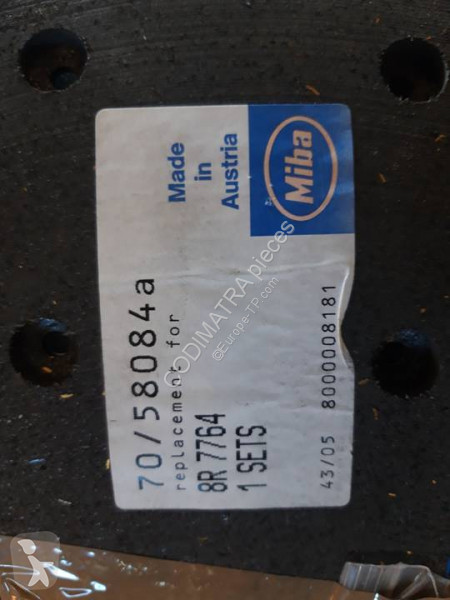 Made
in
Austria
Miba
70/58084a
replacement for
8R 7764
1 SETS
43/05 8000008181
CODIMATRA pieces
©Europe-TP.com